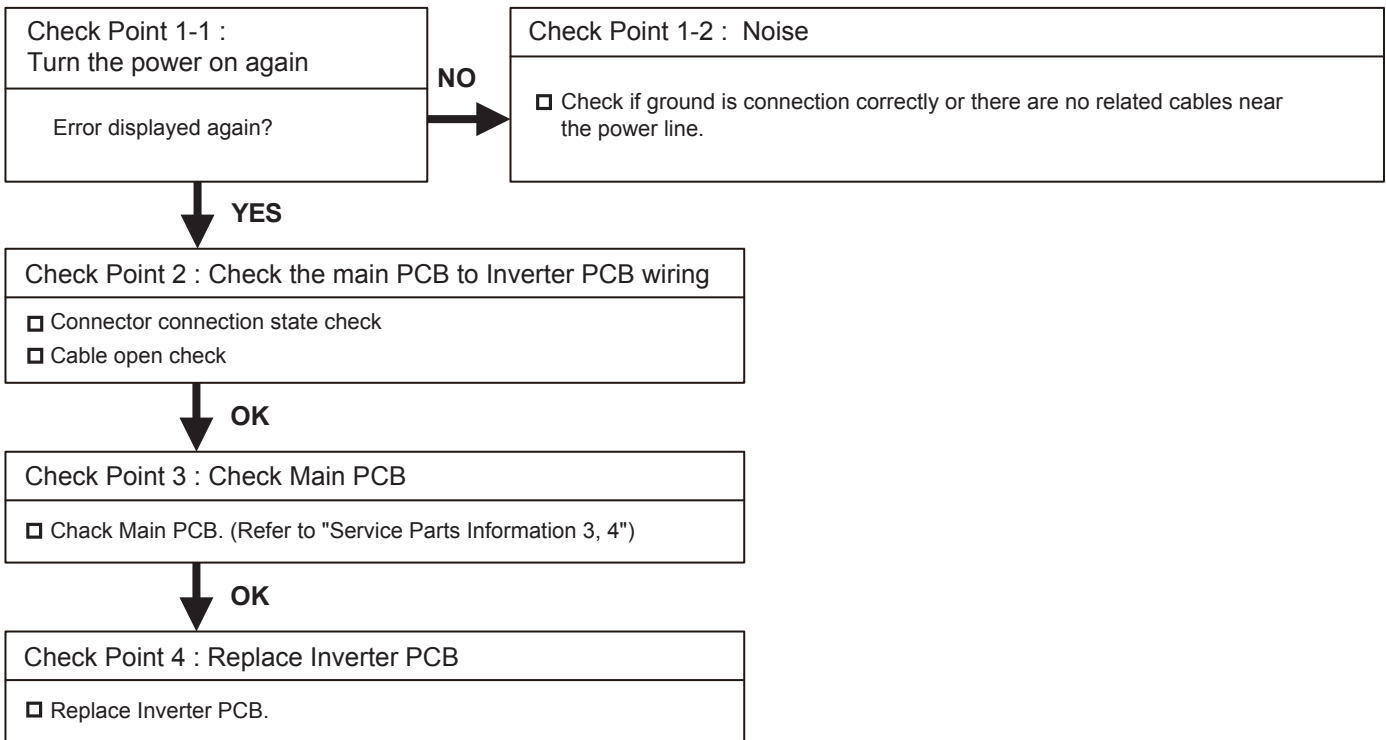 Check Point 1-1 :
Turn the power on again
Error displayed again?
NO
Check Point 1-2 : Noise
Check if ground is connection correctly or there are no related cables near
the power line.
YES
Check Point 2 : Check the main PCB to Inverter PCB wiring
Connector connection state check
Cable open check
OK
Check Point 3 : Check Main PCB
Chack Main PCB. (Refer to "Service Parts Information 3, 4")
OK
Check Point 4 : Replace Inverter PCB
Replace Inverter PCB.